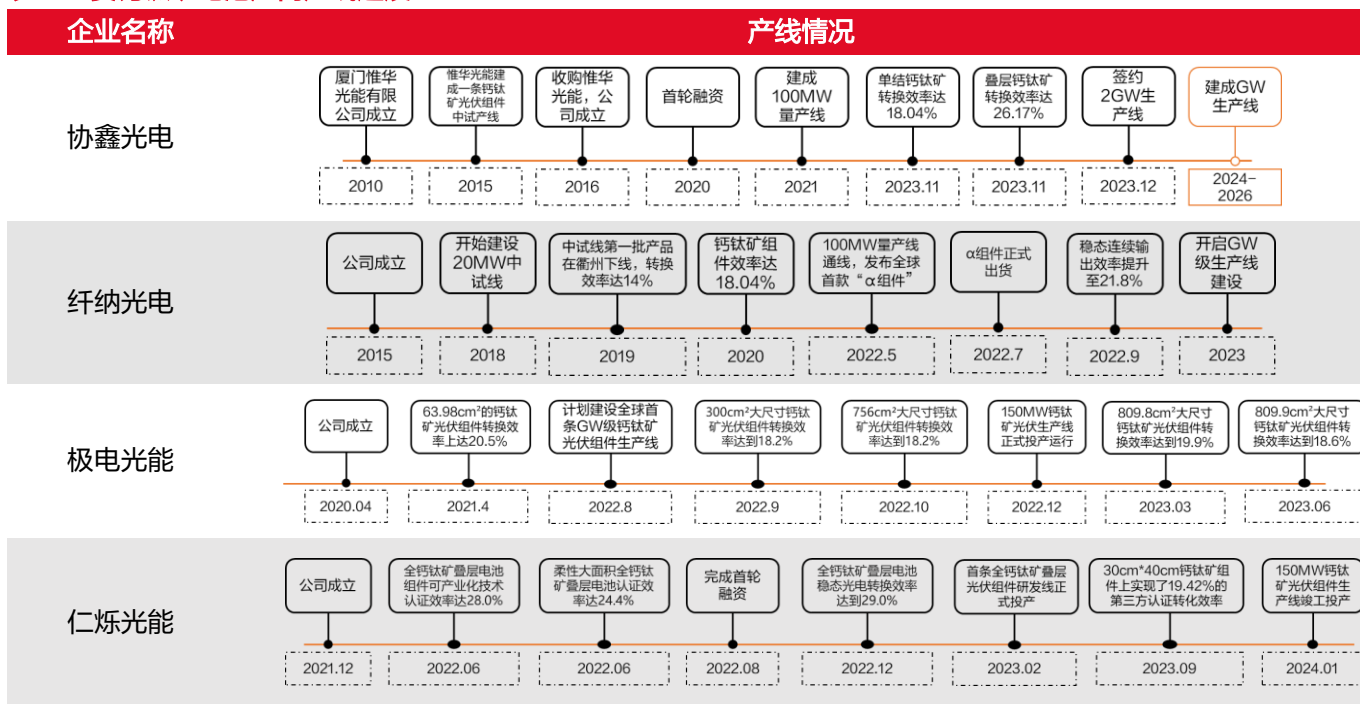 企业名称
产线情况
协鑫光电
厦门惟华
光能有限
公司成立
惟华光能建
成一条钙钛
矿光伏组件
中试产线
收购惟华
光能，公
司成立
首轮融资
建成
100MW
量产线
单结钙钛矿
转换效率达
18.04%
叠层钙钛矿
转换效率达
26.17%
签约
2GW生
产线
建成GW
生产线
2010
2015
2016
2020
2021
2023.11
2023.11
2023.12
2024-
2026
纤纳光电
公司成立
开始建设
20MW中
试线
中试线第一批产品
在衢州下线，转换
效率达14%
钙钛矿组
件效率达
18.04%
100MW量产线
通线，发布全球
首款“α组件”
α组件正式
出货
稳态连续输
出效率提升
至21.8%
开启GW
级生产线
建设
2015
2018
2019
2020
2022.5
2022.7
2022.9
2023
极电光能
公司成立
63.98cm²的钙钛
矿光伏组件转换效
率上达20.5%
计划建设全球首
条GW级钙钛矿
光伏组件生产线
300cm²大尺寸钙钛
矿光伏组件转换效
率达到18.2%
756cm²大尺寸钙钛
矿光伏组件转换效
率达到18.2%
150MW钙钛
矿光伏生产线
正式投产运行
809.8cm²大尺寸
钙钛矿光伏组件转
换效率达到19.9%
809.9cm²大尺寸
钙钛矿光伏组件转
换效率达到18.6%
2020.04
2021.4
2022.8
2022.9
2022.10
2022.12
2023.03
2023.06
仁烁光能
公司成立
全钙钛矿叠层电池
组件可产业化技术
认证效率达28.0%
柔性大面积全钙钛
矿叠层电池认证效
率达24.4%
完成首轮
融资
全钙钛矿叠层电池
稳态光电转换效率
达到29.0%
首条全钙钛矿叠层
光伏组件研发线正
式投产
30cm*40cm钙钛矿组
件上实现了19.42%的
第三方认证转化效率
150MW钙钛
矿光伏组件生
产线竣工投产
2021.12
2022.06
2022.06
2022.08
2022.12
2023.02
2023.09
2024.01